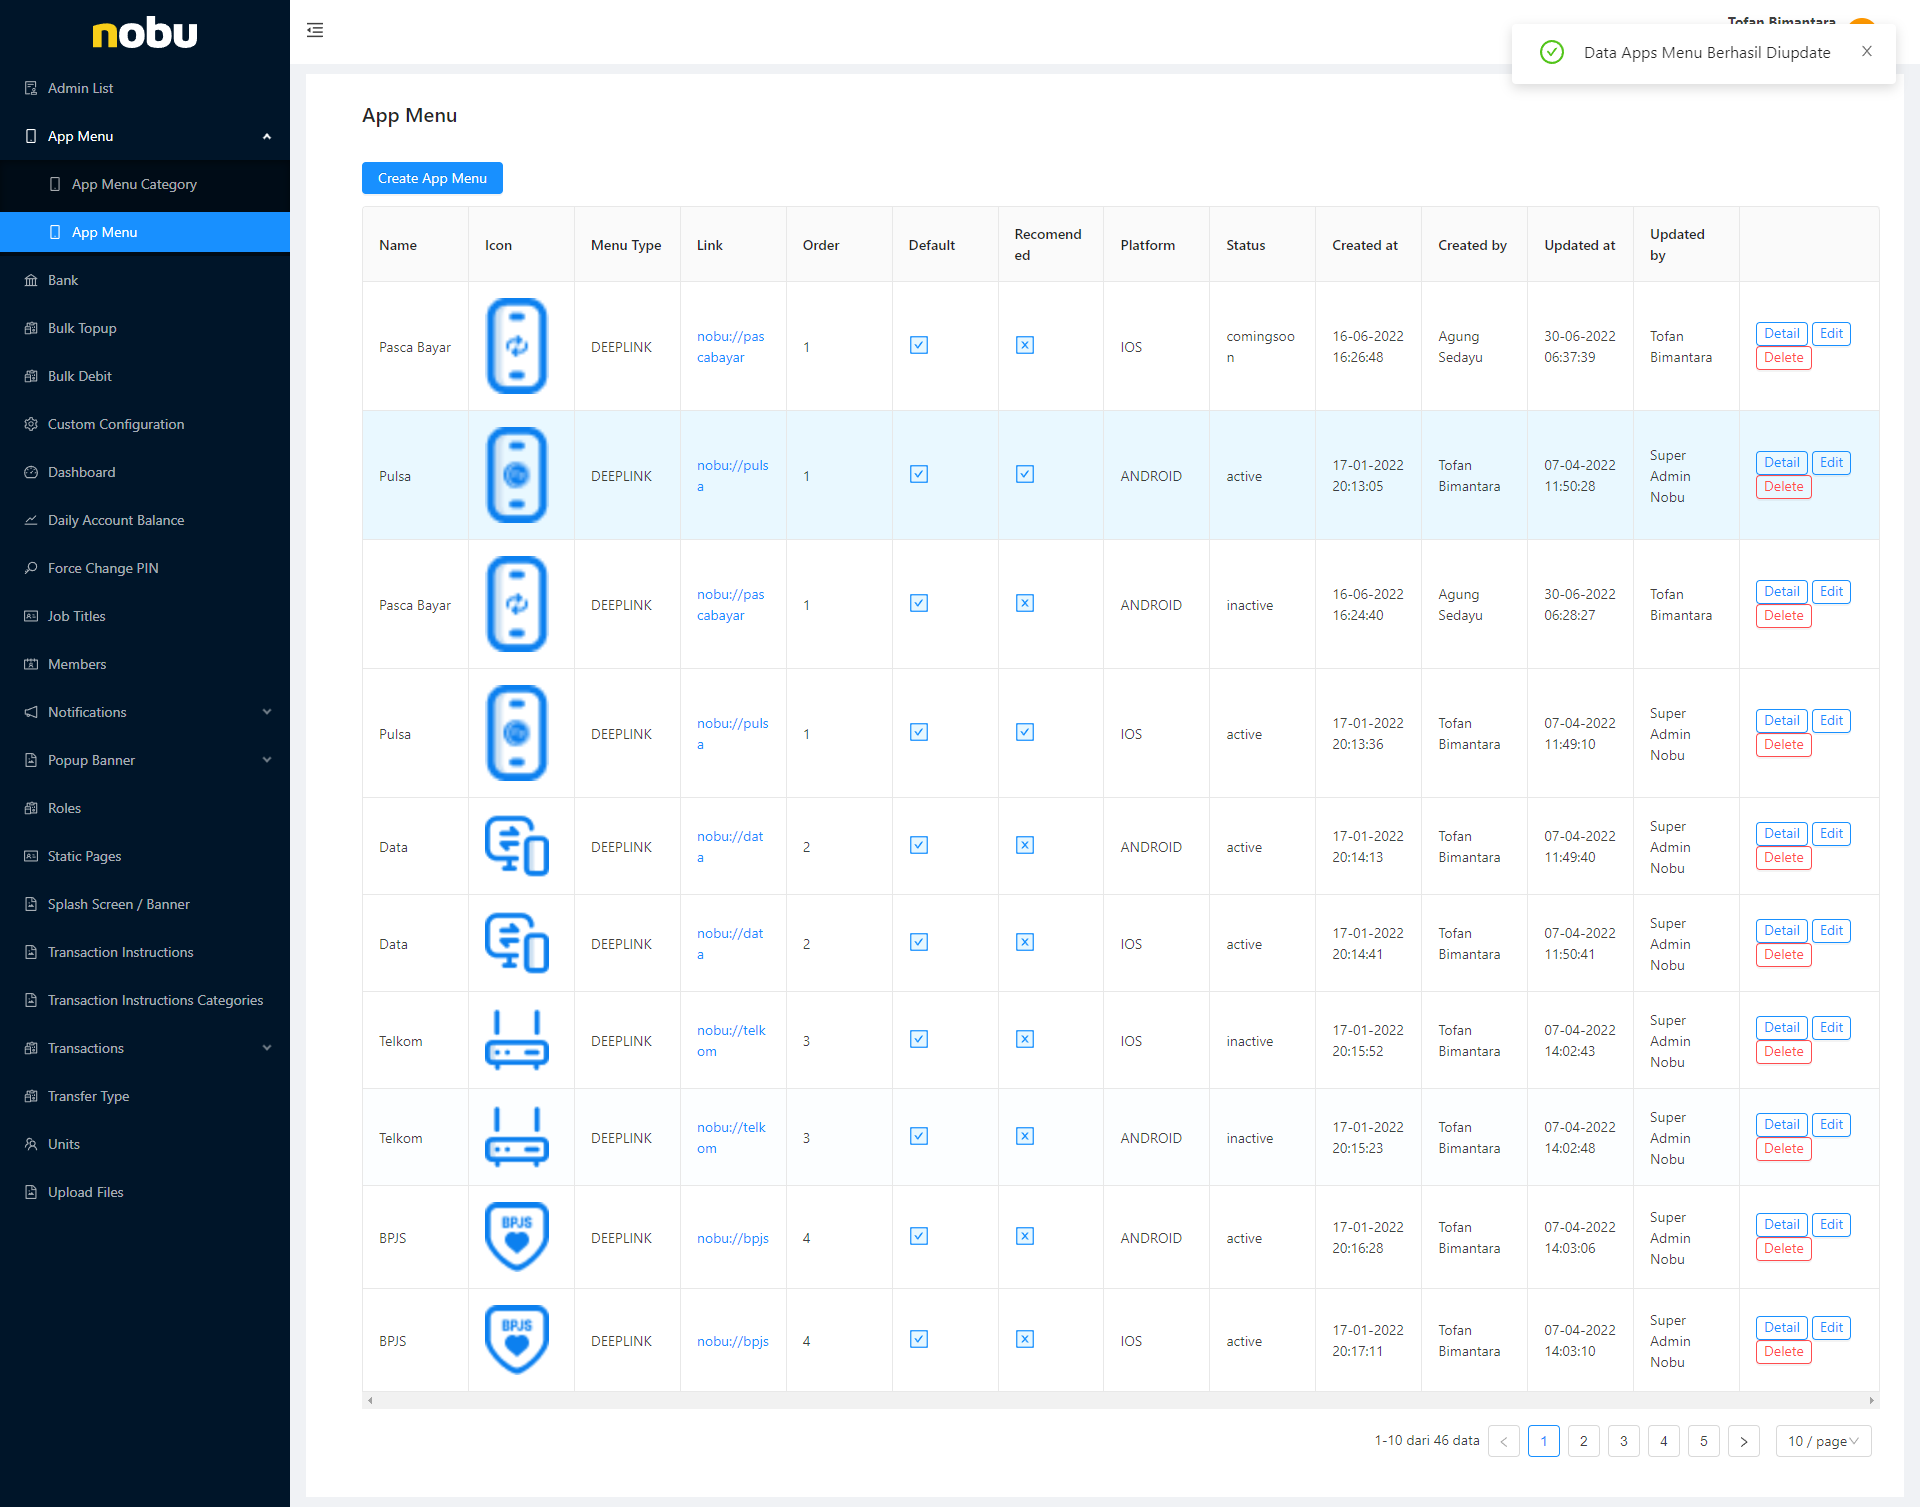 nobu
Admin List
App Menu
App Menu Category
App Menu
Bank
Bulk Topup
Bulk Debit
Custom Configuration
Dashboard
Daily Account Balance
Force Change PIN
Job Titles
Members
Notifications
Popup Banner
Roles
Static Pages
Splash Screen / Banner
Transaction Instructions
Transaction Instructions Categories
Transactions
Transfer Type
Units
Upload Files
Tofan Bimantara
Data Apps Menu Berhasil Diupdate
App Menu
Create App Menu
Name Icon Menu Type Link Order Default Recomend Platform Status Created at Created by Updated at Updated
ed by
Pasca Bayar DEEPLINK nobu://pas 1 IOS comingsoo 16-06-2022 Agung 30-06-2022 Tofan Detail Edit
cabayar n 16:26:48 Sedayu 06:37:39 Bimantara Delete
Pulsa DEEPLINK nobu://puls 1 ANDROID active 17-01-2022 Tofan 07-04-2022 Super Detail Edit
a 20:13:05 Bimantara 11:50:28 Admin Delete
Nobu
Pasca Bayar DEEPLINK nobu://pas 1 ANDROID inactive 16-06-2022 Agung 30-06-2022 Tofan Detail Edit
cabayar 16:24:40 Sedayu 06:28:27 Bimantara Delete
Pulsa DEEPLINK nobu://puls 1 IOS active 17-01-2022 Tofan 07-04-2022 Super Detail Edit
a 20:13:36 Bimantara 11:49:10 Admin Delete
Nobu
Data DEEPLINK nobu://dat 2 ANDROID active 17-01-2022 Tofan 07-04-2022 Super Detail Edit
a 20:14:13 Bimantara 11:49:40 Admin Delete
Nobu
Data DEEPLINK nobu://dat 2 IOS active 17-01-2022 Tofan 07-04-2022 Super Detail Edit
a 20:14:41 Bimantara 11:50:41 Admin Delete
Nobu
Telkom DEEPLINK nobu://telk 3 IOS inactive 17-01-2022 Tofan 07-04-2022 Super Detail Edit
om 20:15:52 Bimantara 14:02:43 Admin Delete
Nobu
Telkom DEEPLINK nobu://telk 3 ANDROID inactive 17-01-2022 Tofan 07-04-2022 Super Detail Edit
om 20:15:23 Bimantara 14:02:48 Admin Delete
Nobu
BPJS BPJS DEEPLINK nobu://bpjs 4 ANDROID active 17-01-2022 Tofan 07-04-2022 Super Detail Edit
20:16:28 Bimantara 14:03:06 Admin Delete
Nobu
BPJS BPJS DEEPLINK nobu://bpjs 4 IOS active 17-01-2022 Tofan 07-04-2022 Super Detail Edit
20:17:11 Bimantara 14:03:10 Admin Delete
Nobu
1-10 dari 46 data < 1 2 3 4 5 > 10 / page